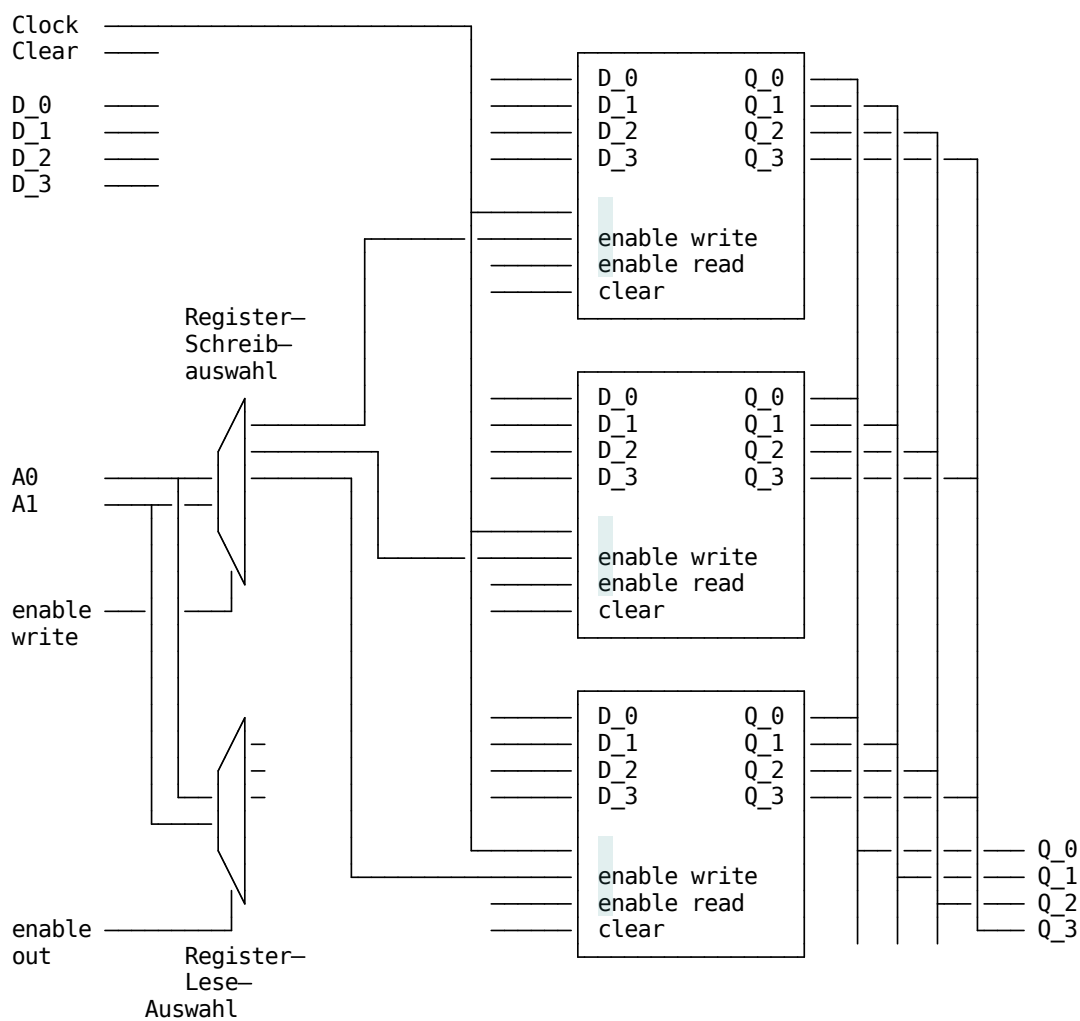 Clock
Clear
D_0
D_1
D_2
D_3
D_0 Q_0
D_1 Q_1
D_2 Q_2
D_3 Q_3
enable write
enable read
clear
Register–
Schreib–
auswahl
D_0 Q_0
D_1 Q_1
D_2 Q_2
D_3 Q_3
enable write
enable read
clear
A0
A1
enable
write
D_0 Q_0
D_1 Q_1
D_2 Q_2
D_3 Q_3
enable write
enable read
clear
enable
out
Register–
Lese–
Auswahl
Q_0
Q_1
Q_2
Q_3